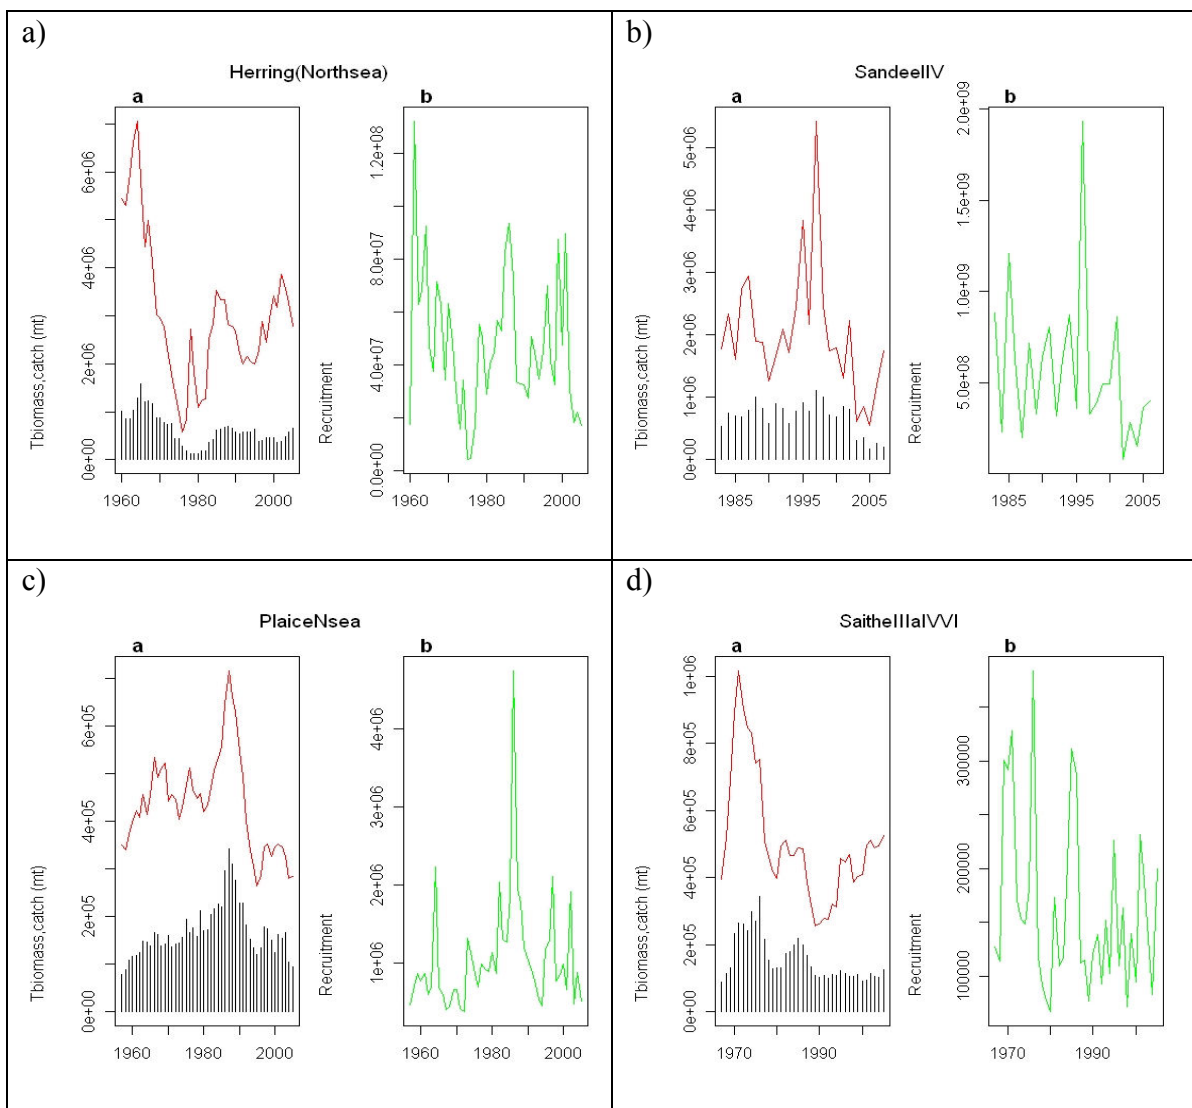 a)
Herring(Northsea)
a
b
Tbiomass,catch (mt)
0e+00 2e+06 4e+06 6e+06
1960 1980 2000
Recruitment
0.0e+00 4.0e+07 8.0e+07 1.2e+08
1960 1980 2000
b)
SandeelIV
a
b
Tbiomass,catch (mt)
0e+00 1e+06 2e+06 3e+06 4e+06 5e+06
1985 1995 2005
Recruitment
5.0e+08 1.0e+09 1.5e+09 2.0e+09
1985 1995 2005
c)
PlaiceNsea
a
b
Tbiomass,catch (mt)
0e+00 2e+05 4e+05 6e+05
1960 1980 2000
Recruitment
1e+06 2e+06 3e+06 4e+06
1960 1980 2000
d)
SaitheIIIaIVVI
a
b
Tbiomass,catch (mt)
0e+00 2e+05 4e+05 6e+05 8e+05 1e+06
1970 1990
Recruitment
100000 200000 300000
1970 1990